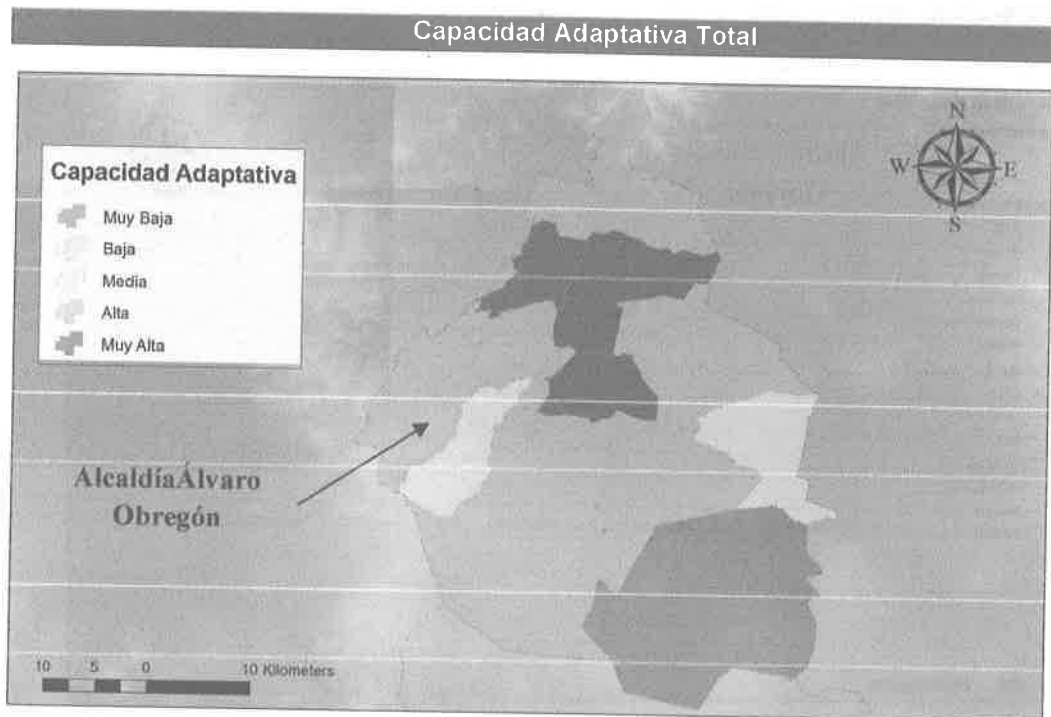 Capacidad Adaptativa Total
N
W E
S
Capacidad Adaptativa
Muy Baja
Baja
Media
Alta
Muy Alta
AlcaldíaÁlvaro
Obregón
10 5 0 10 Kilometers